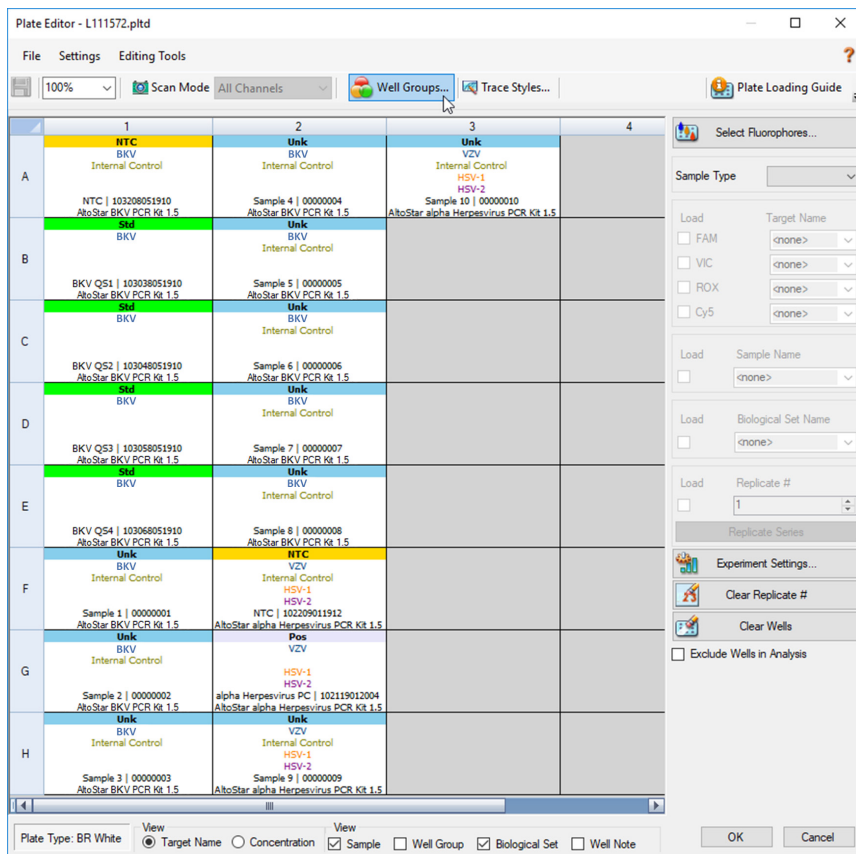 Plate Editor - L111572.pltd
File Settings Editing Tools
?
100% Scan Mode All Channels Well Groups... Trace Styles... Plate Loading Guide
1 2 3 4
A
NTC
BKV
Internal Control
NTC | 103208051910
AltoStar BKV PCR Kit 1.5
Unk
BKV
Internal Control
Sample 4 | 00000004
AltoStar BKV PCR Kit 1.5
Unk
VZV
Internal Control
HSV-1
HSV-2
Sample 10 | 00000010
AltoStar alpha Herpesvirus PCR Kit 1.5
B
Std
BKV
BKV QS1 | 103038051910
AltoStar BKV PCR Kit 1.5
Unk
BKV
Internal Control
Sample 5 | 00000005
AltoStar BKV PCR Kit 1.5
C
Std
BKV
BKV QS2 | 103048051910
AltoStar BKV PCR Kit 1.5
Unk
BKV
Internal Control
Sample 6 | 00000006
AltoStar BKV PCR Kit 1.5
D
Std
BKV
BKV QS3 | 103058051910
AltoStar BKV PCR Kit 1.5
Unk
BKV
Internal Control
Sample 7 | 00000007
AltoStar BKV PCR Kit 1.5
E
Std
BKV
BKV QS4 | 103068051910
AltoStar BKV PCR Kit 1.5
Unk
BKV
Internal Control
Sample 8 | 00000008
AltoStar BKV PCR Kit 1.5
F
Unk
BKV
Internal Control
Sample 1 | 00000001
AltoStar BKV PCR Kit 1.5
NTC
VZV
Internal Control
HSV-1
HSV-2
NTC | 102209011912
AltoStar alpha Herpesvirus PCR Kit 1.5
G
Unk
BKV
Internal Control
Sample 2 | 00000002
AltoStar BKV PCR Kit 1.5
Pos
VZV
HSV-1
HSV-2
alpha Herpesvirus PC | 102119012004
AltoStar alpha Herpesvirus PCR Kit 1.5
H
Unk
BKV
Internal Control
Sample 3 | 00000003
AltoStar BKV PCR Kit 1.5
Unk
VZV
Internal Control
HSV-1
HSV-2
Sample 9 | 00000009
AltoStar alpha Herpesvirus PCR Kit 1.5
Select Fluorophores...
Sample Type
Load Target Name
FAM <none>
VIC <none>
ROX <none>
Cy5 <none>
Load Sample Name
<none>
Load Biological Set Name
<none>
Load Replicate #
1
Replicate Series
Experiment Settings...
Clear Replicate #
Clear Wells
Exclude Wells in Analysis
Plate Type: BR White
View
Target Name Concentration
View
Sample Well Group Biological Set Well Note
OK Cancel